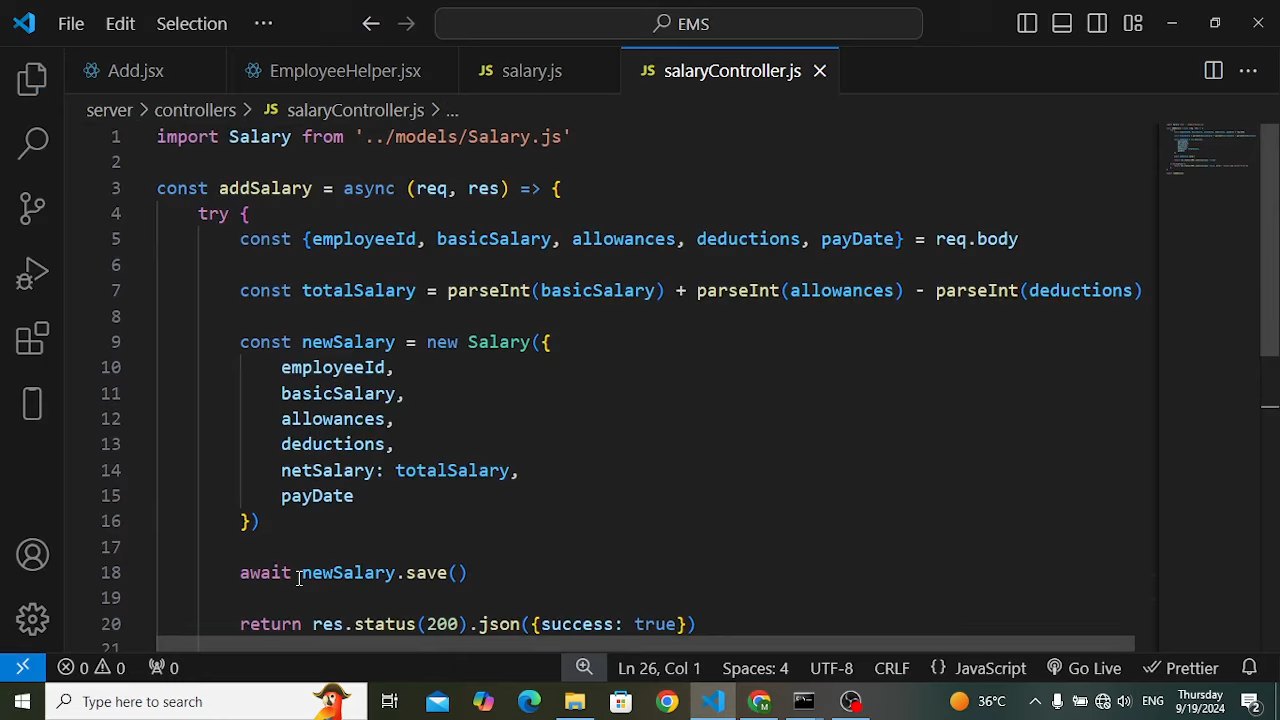 File Edit Selection ··· EMS
Add.jsx EmployeeHelper.jsx JS salary.js JS salaryController.js
server > controllers > JS salaryController.js > ...
1 import Salary from '../models/Salary.js'
2
3 const addSalary = async (req, res) => {
4 try {
5 const {employeeId, basicSalary, allowances, deductions, payDate} = req.body
6
7 const totalSalary = parseInt(basicSalary) + parseInt(allowances) - parseInt(deductions)
8
9 const newSalary = new Salary({
10 employeeId,
11 basicSalary,
12 allowances,
13 deductions,
14 netSalary: totalSalary,
15 payDate
16 })
17
18 await newSalary.save()
19
20 return res.status(200).json({success: true})
21
0 0 0 Ln 26, Col 1 Spaces: 4 UTF-8 CRLF {} JavaScript Go Live Prettier
Type here to search 36°C ENG Thursday 9/19/2024 2